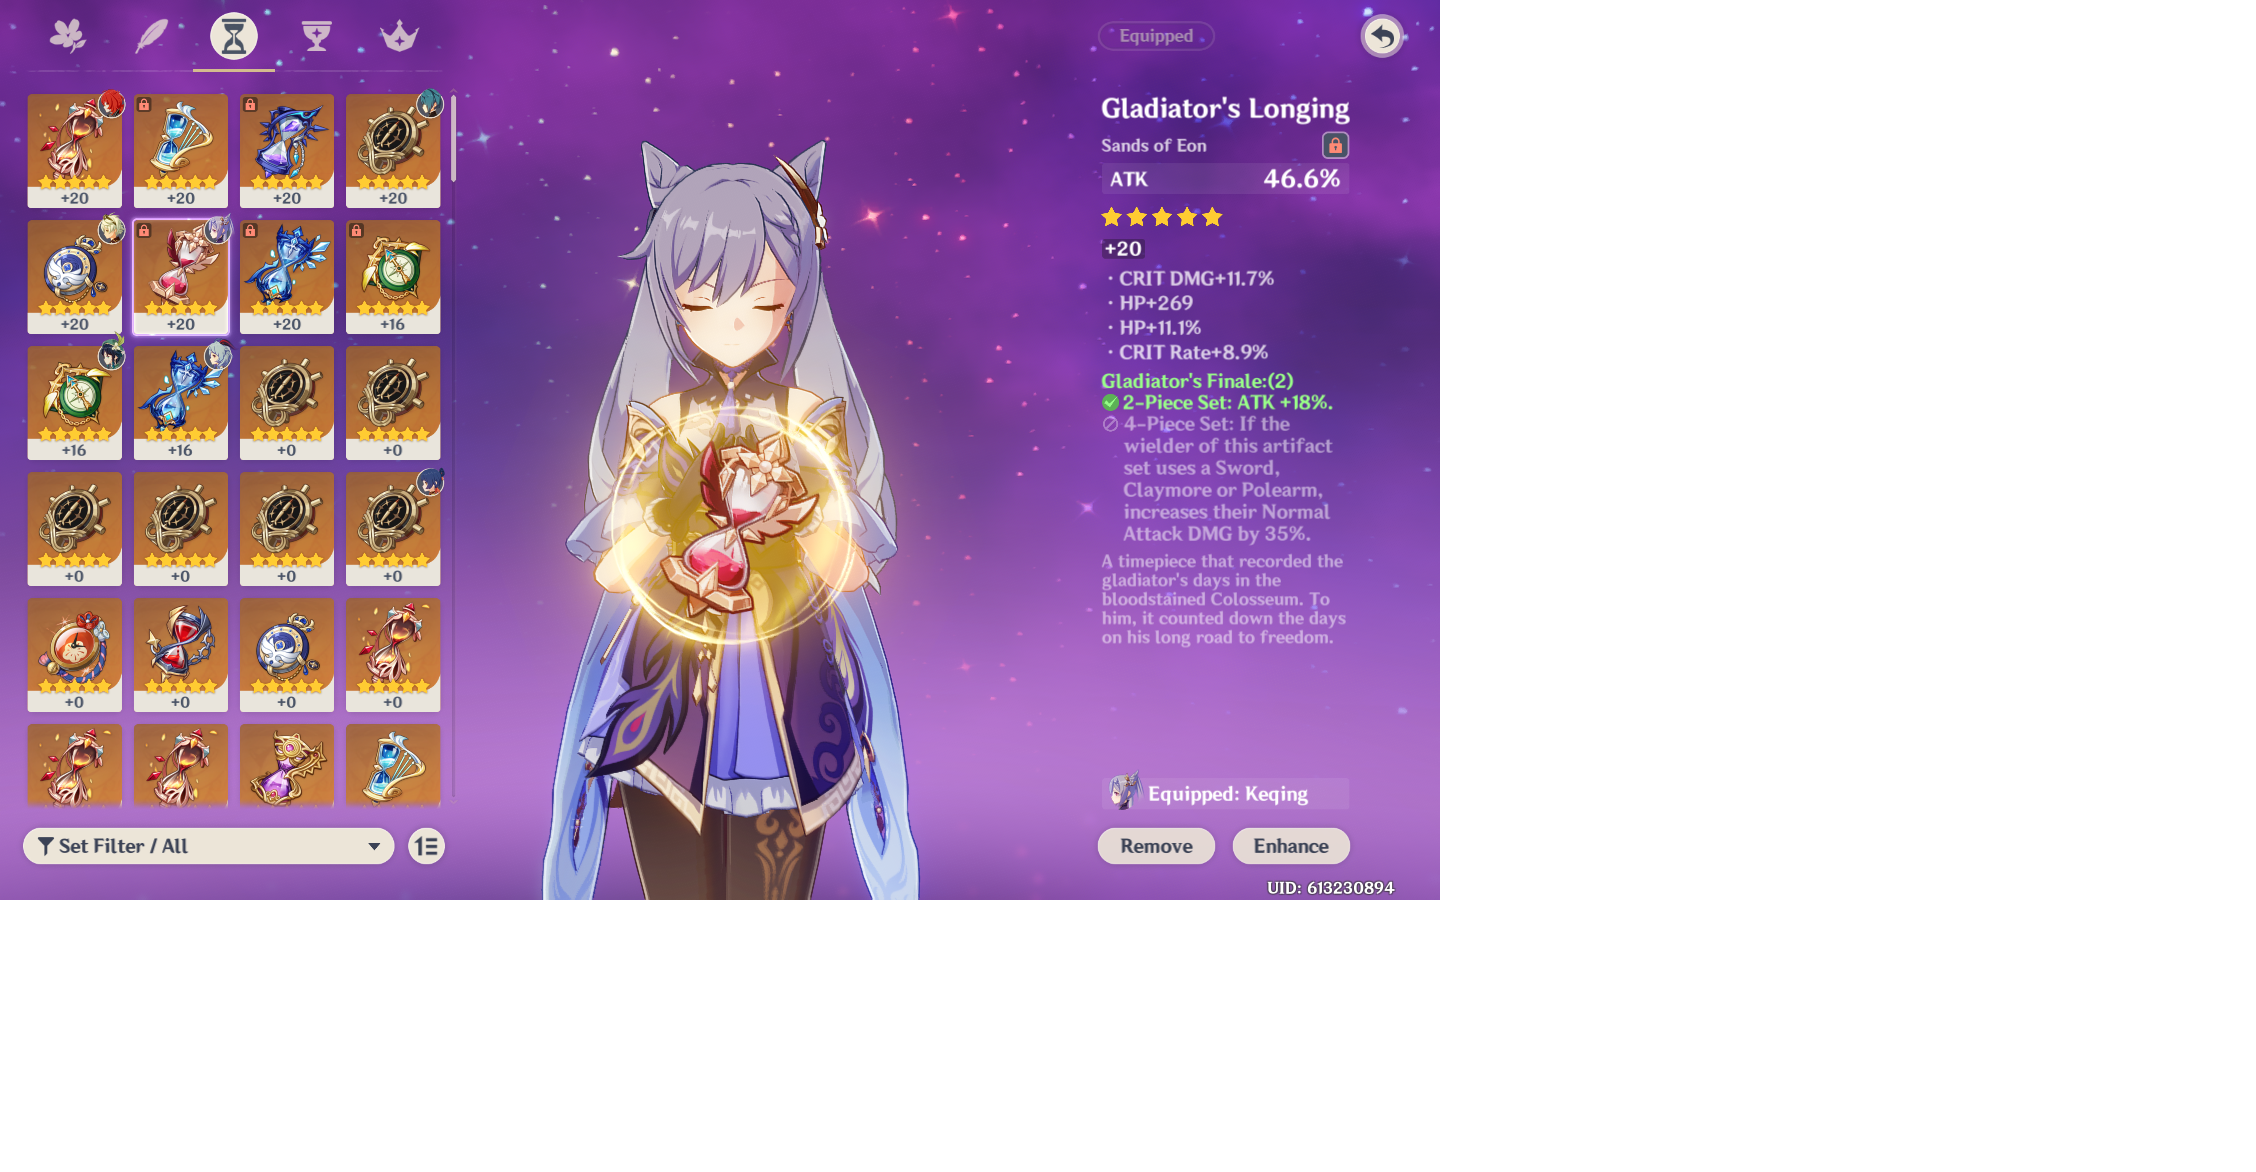 Equipped
Gladiator's Longing
Sands of Eon
ATK 46.6%
+20
· CRIT DMG+11.7%
· HP+269
· HP+11.1%
· CRIT Rate+8.9%
Gladiator's Finale:(2)
2-Piece Set: ATK +18%.
4-Piece Set: If the
wielder of this artifact
set uses a Sword,
Claymore or Polearm,
increases their Normal
Attack DMG by 35%.
A timepiece that recorded the
gladiator's days in the
bloodstained Colosseum. To
him, it counted down the days
on his long road to freedom.
Equipped: Keqing
Remove Enhance
UID: 613230894
+20 +20 +20 +20
+20 +20 +20 +16
+16 +16 +0 +0
+0 +0 +0 +0
+0 +0 +0 +0
Set Filter / All
1